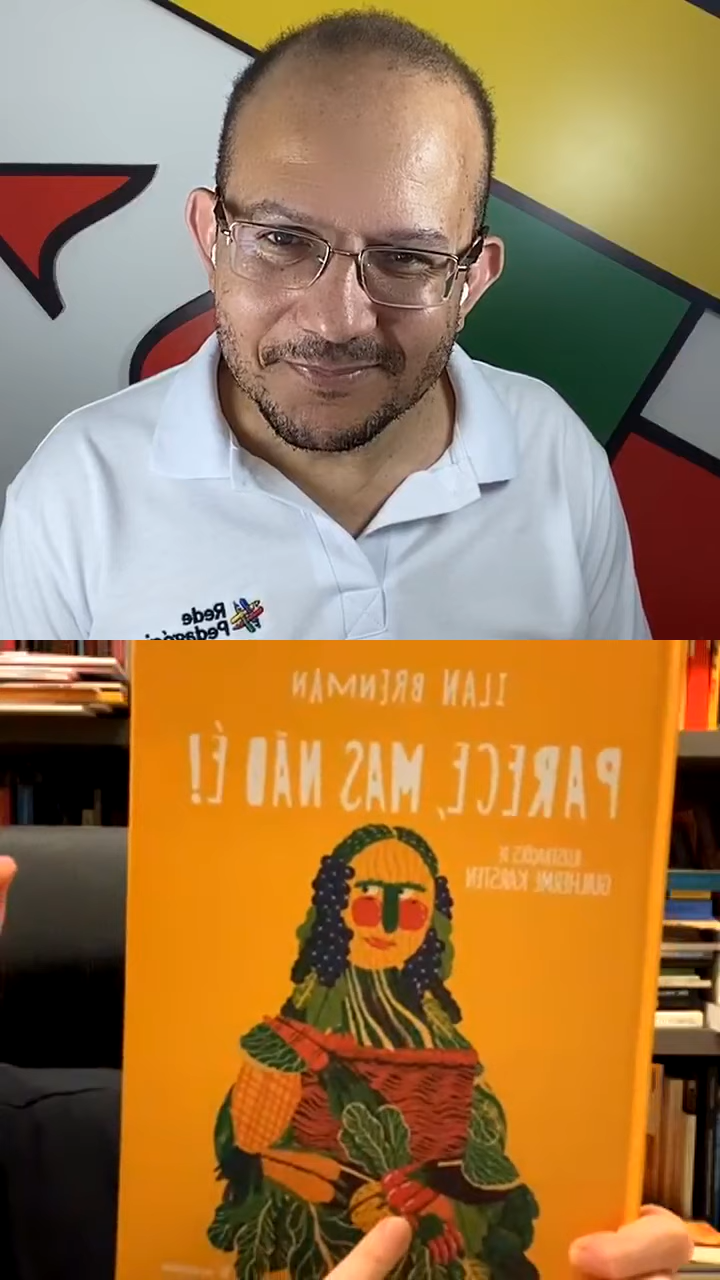 Rede
ILAN BRENMAN
PARECE, MAS NÃO É!
ILUSTRAÇÕES DE
GUILHERME KARSTEN